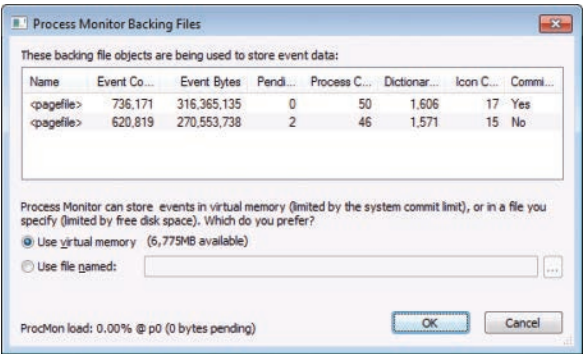 Process Monitor Backing Files
These backing file objects are being used to store event data:
Name Event Co... Event Bytes Pendi... Process C... Dictionar... Icon C... Commi...
<pagefile> 736,171 316,365,135 0 50 1,606 17 Yes
<pagefile> 620,819 270,553,738 2 46 1,571 15 No
Process Monitor can store events in virtual memory (limited by the system commit limit), or in a file you
specify (limited by free disk space). Which do you prefer?
Use virtual memory (6,775MB available)
Use file named:
...
ProcMon load: 0.00% @ p0 (0 bytes pending)
OK Cancel